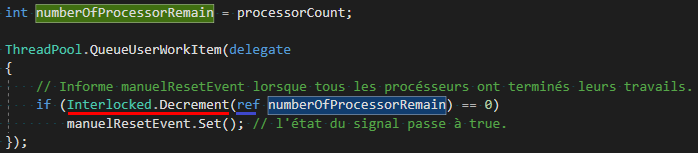 int numberOfProcessorRemain = processorCount;
ThreadPool.QueueUserWorkItem(delegate
{
// Informe manuelResetEvent lorsque tous les procésseurs ont terminés leurs travails.
if (Interlocked.Decrement(ref numberOfProcessorRemain) == 0)
manuelResetEvent.Set(); // l'état du signal passe à true.
});